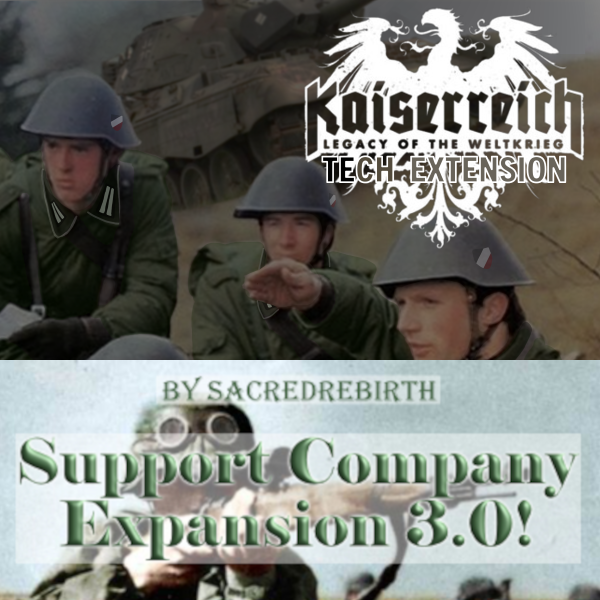 Kaiserreich
LEGACY OF THE WELTKRIEG
TECH EXTENSION
BY SACREDREBIRTH
Support Company
Expansion 3.0!